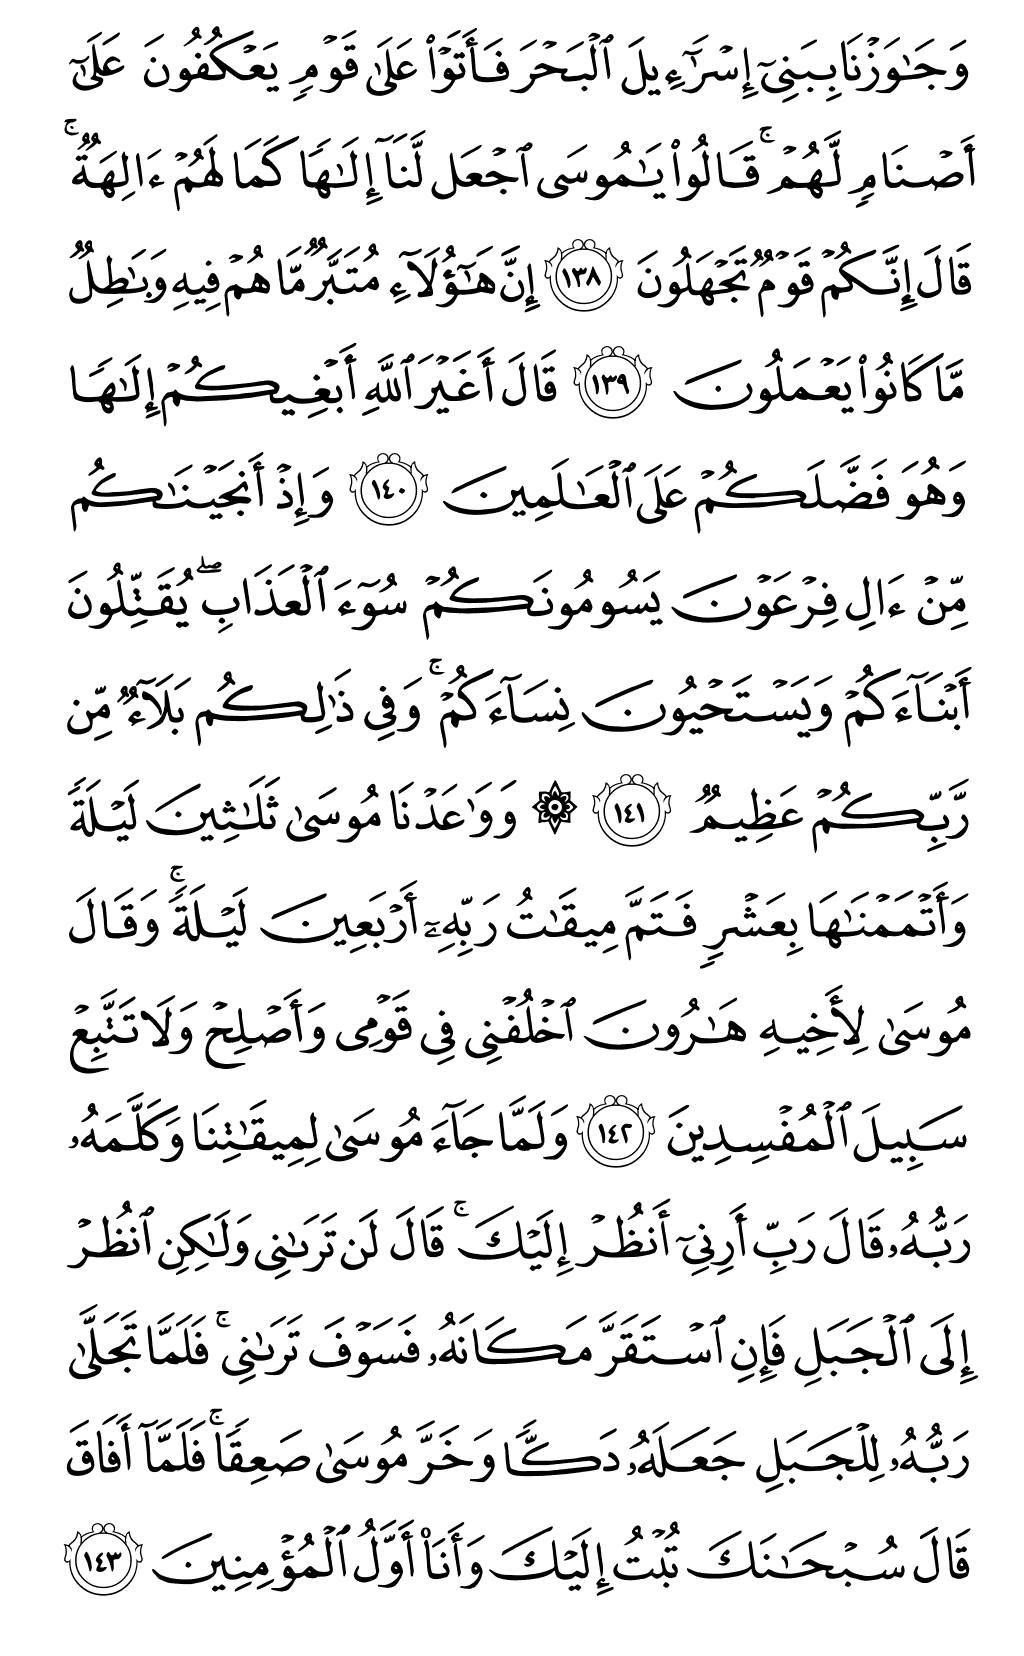 وَجَٰوَزْنَا بِبَنِىٓ إِسْرَٰٓءِيلَ ٱلْبَحْرَ فَأَتَوْا۟ عَلَىٰ قَوْمٍ يَعْكُفُونَ عَلَىٰٓ
أَصْنَامٍ لَّهُمْ ۚ قَالُوا۟ يَٰمُوسَى ٱجْعَل لَّنَآ إِلَٰهًا كَمَا لَهُمْ ءَالِهَةٌ ۚ
قَالَ إِنَّكُمْ قَوْمٌ تَجْهَلُونَ ١٣٨ إِنَّ هَٰٓؤُلَآءِ مُتَبَّرٌ مَّا هُمْ فِيهِ وَبَٰطِلٌ
مَّا كَانُوا۟ يَعْمَلُونَ ١٣٩ قَالَ أَغَيْرَ ٱللَّهِ أَبْغِيكُمْ إِلَٰهًا
وَهُوَ فَضَّلَكُمْ عَلَى ٱلْعَٰلَمِينَ ١٤٠ وَإِذْ أَنجَيْنَٰكُم
مِّنْ ءَالِ فِرْعَوْنَ يَسُومُونَكُمْ سُوٓءَ ٱلْعَذَابِ ۖ يُقَتِّلُونَ
أَبْنَآءَكُمْ وَيَسْتَحْيُونَ نِسَآءَكُمْ ۚ وَفِى ذَٰلِكُم بَلَآءٌ مِّن
رَّبِّكُمْ عَظِيمٌ ١٤١ ۞ وَوَٰعَدْنَا مُوسَىٰ ثَلَٰثِينَ لَيْلَةً
وَأَتْمَمْنَٰهَا بِعَشْرٍ فَتَمَّ مِيقَٰتُ رَبِّهِۦٓ أَرْبَعِينَ لَيْلَةً ۚ وَقَالَ
مُوسَىٰ لِأَخِيهِ هَٰرُونَ ٱخْلُفْنِى فِى قَوْمِى وَأَصْلِحْ وَلَا تَتَّبِعْ
سَبِيلَ ٱلْمُفْسِدِينَ ١٤٢ وَلَمَّا جَآءَ مُوسَىٰ لِمِيقَٰتِنَا وَكَلَّمَهُۥ
رَبُّهُۥ قَالَ رَبِّ أَرِنِىٓ أَنظُرْ إِلَيْكَ ۚ قَالَ لَن تَرَىٰنِى وَلَٰكِنِ ٱنظُرْ
إِلَى ٱلْجَبَلِ فَإِنِ ٱسْتَقَرَّ مَكَانَهُۥ فَسَوْفَ تَرَىٰنِى ۚ فَلَمَّا تَجَلَّىٰ
رَبُّهُۥ لِلْجَبَلِ جَعَلَهُۥ دَكًّا وَخَرَّ مُوسَىٰ صَعِقًا ۚ فَلَمَّآ أَفَاقَ
قَالَ سُبْحَٰنَكَ تُبْتُ إِلَيْكَ وَأَنَا۠ أَوَّلُ ٱلْمُؤْمِنِينَ ١٤٣